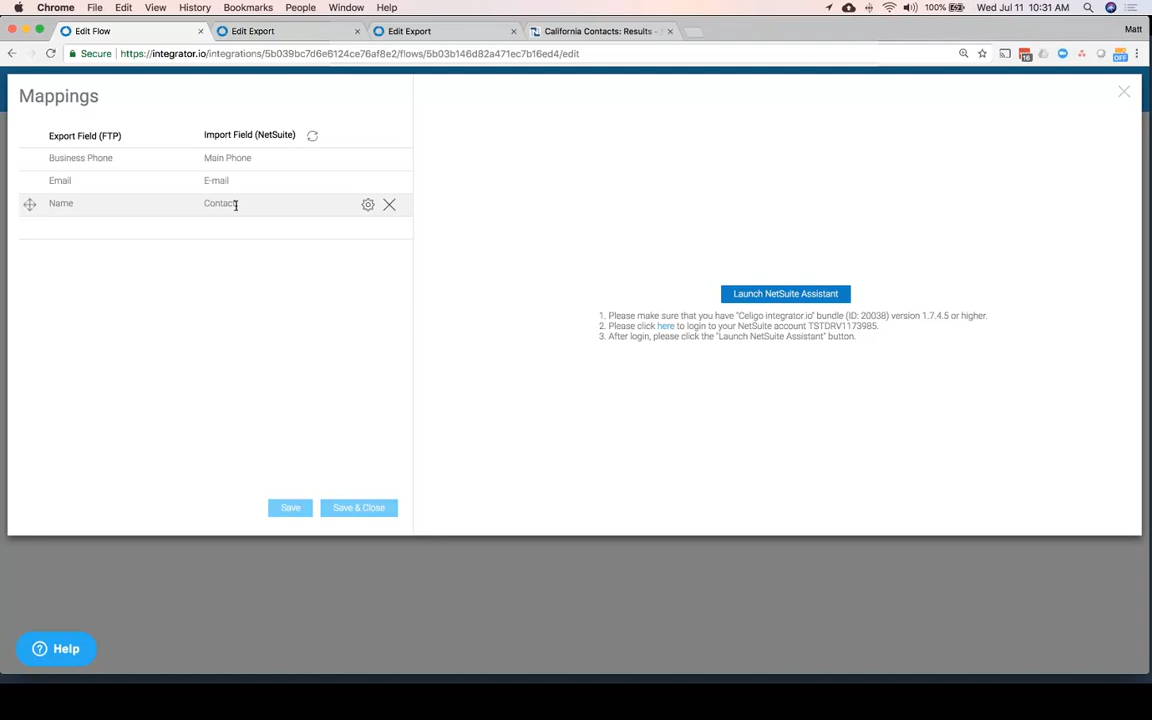 Chrome File Edit View History Bookmarks People Window Help 100% Wed Jul 11 10:31 AM
Edit Flow Edit Export Edit Export California Contacts: Results - Matt
Secure https://integrator.io/integrations/5b039bc7d6e6124ce76af8e2/flows/5b03b146d82a471ec7b16ed4/edit 16 OFF
Mappings
Export Field (FTP) Import Field (NetSuite)
Business Phone Main Phone
Email E-mail
Name Contact
Launch NetSuite Assistant
1. Please make sure that you have "Celigo integrator.io" bundle (ID: 20038) version 1.7.4.5 or higher.
2. Please click here to login to your NetSuite account TSTDRV1173985.
3. After login, please click the "Launch NetSuite Assistant" button.
Save Save & Close
Help